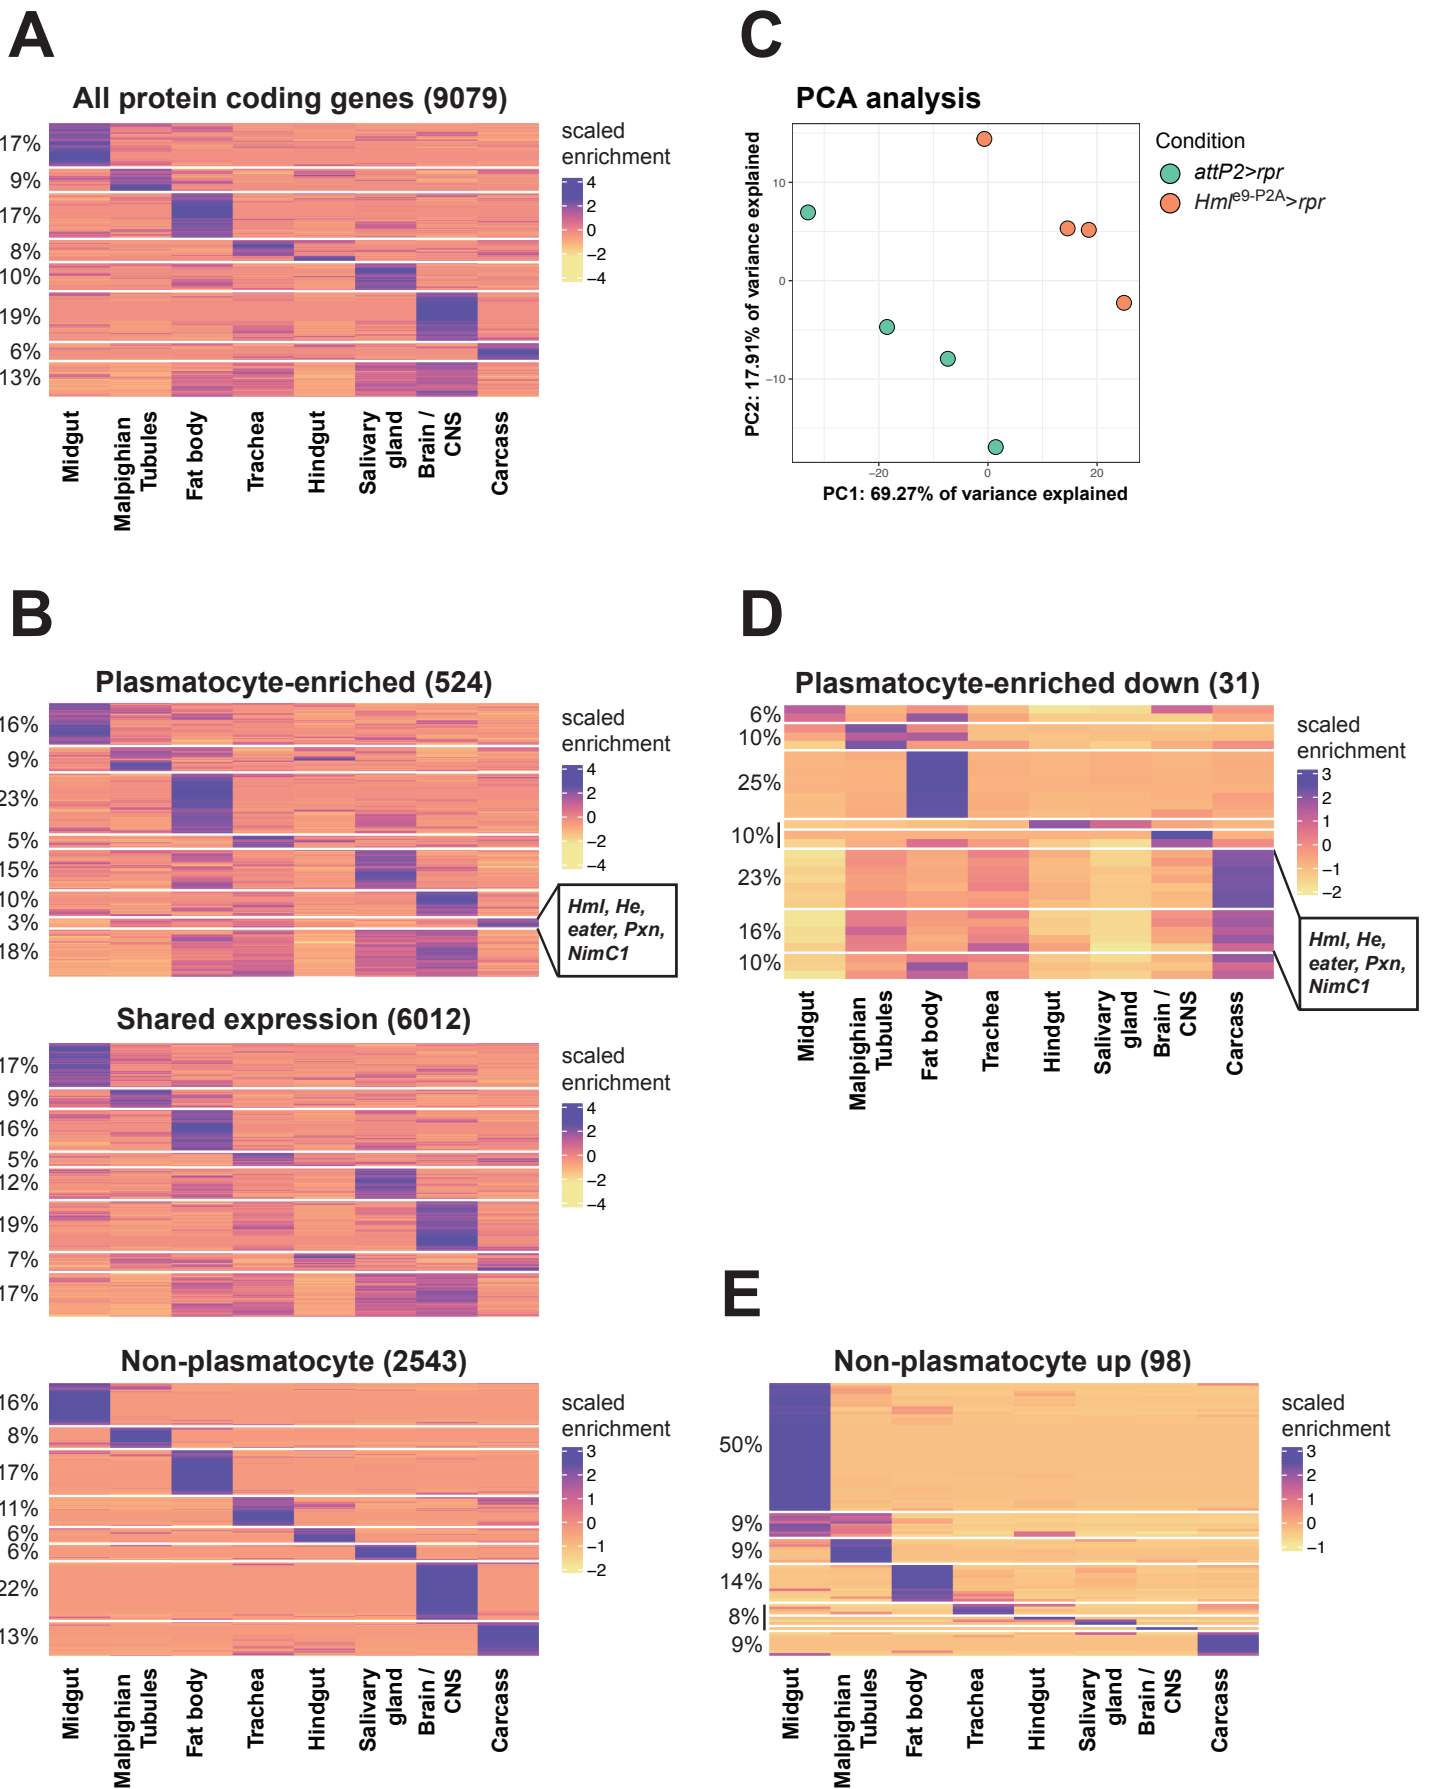 A
All protein coding genes (9079)
17%
9%
17%
8%
10%
19%
6%
13%
scaled
enrichment
4
2
0
−2
−4
Midgut
Malpighian
Tubules
Fat body
Trachea
Hindgut
Salivary
gland
Brain /
CNS
Carcass
C
PCA analysis
PC2: 17.91% of variance explained
10
0
−10
−20
0
20
PC1: 69.27% of variance explained
Condition
attP2>rpr
Hml^e9-P2A>rpr
B
Plasmatocyte-enriched (524)
16%
9%
23%
5%
15%
10%
3%
18%
scaled
enrichment
4
2
0
−2
−4
Hml, He,
eater, Pxn,
NimC1
Shared expression (6012)
17%
9%
16%
5%
12%
19%
7%
17%
scaled
enrichment
4
2
0
−2
−4
Non-plasmatocyte (2543)
16%
8%
17%
11%
6%
6%
22%
13%
scaled
enrichment
3
2
1
0
−1
−2
Midgut
Malpighian
Tubules
Fat body
Trachea
Hindgut
Salivary
gland
Brain /
CNS
Carcass
D
Plasmatocyte-enriched down (31)
6%
10%
25%
10%
23%
16%
10%
scaled
enrichment
3
2
1
0
−1
−2
Hml, He,
eater, Pxn,
NimC1
Midgut
Malpighian
Tubules
Fat body
Trachea
Hindgut
Salivary
gland
Brain /
CNS
Carcass
E
Non-plasmatocyte up (98)
50%
9%
9%
14%
8%
9%
scaled
enrichment
3
2
1
0
−1
Midgut
Malpighian
Tubules
Fat body
Trachea
Hindgut
Salivary
gland
Brain /
CNS
Carcass